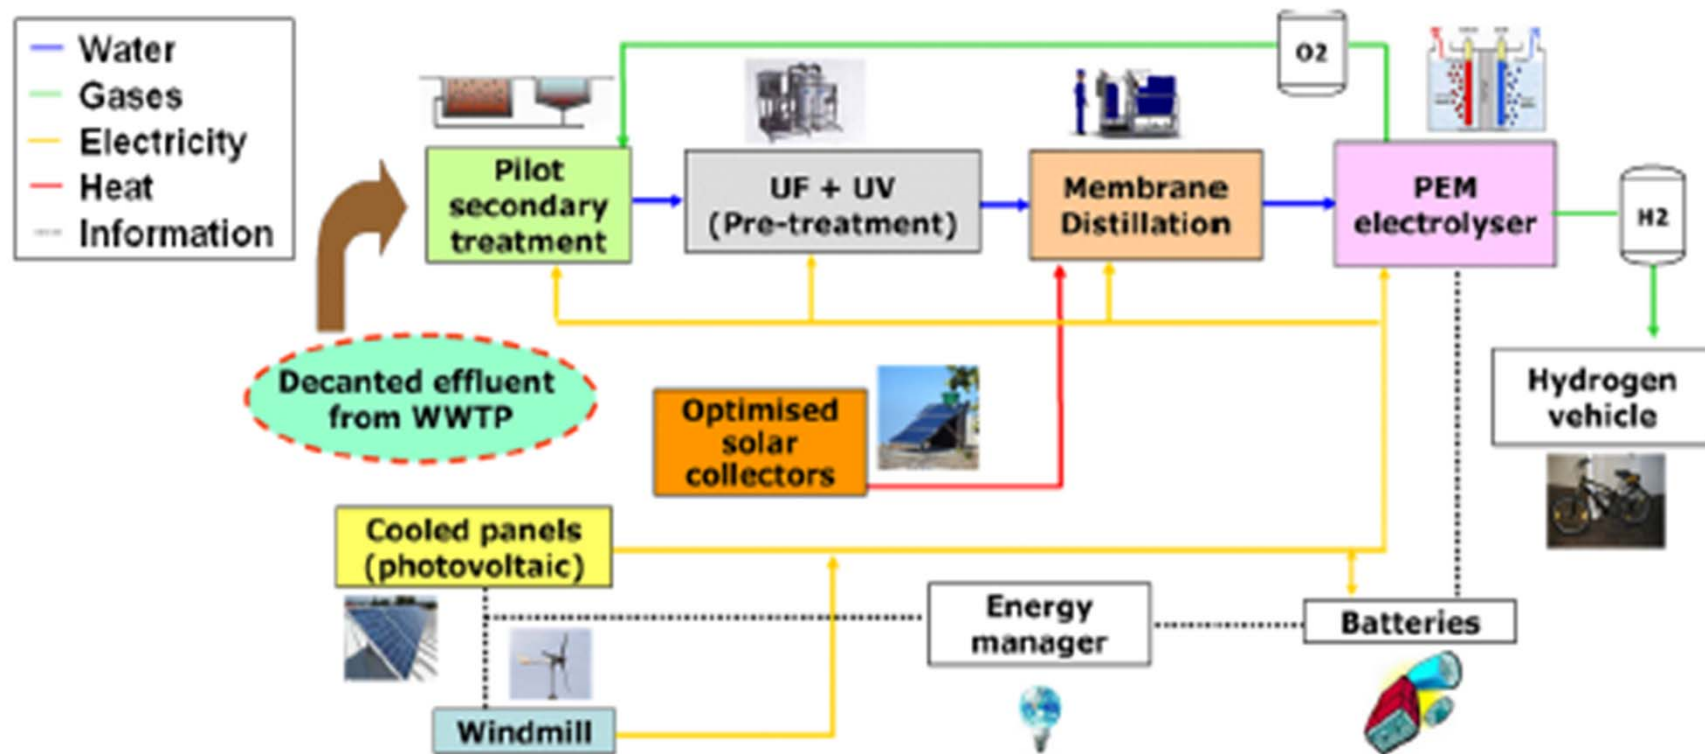 Water
Gases
Electricity
Heat
Information
O2
Pilot
secondary
treatment
UF + UV
(Pre-treatment)
Membrane
Distillation
PEM
electrolyser
H2
Decanted effluent
from WWTP
Optimised
solar
collectors
Hydrogen
vehicle
Cooled panels
(photovoltaic)
Energy
manager
Batteries
Windmill